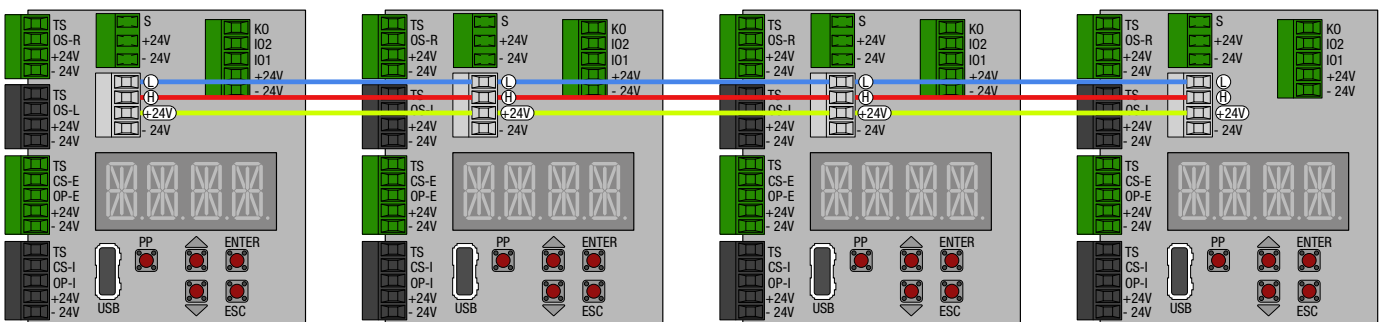 TS
OS-R
+24V
- 24V
TS
OS-L
+24V
- 24V
TS
CS-E
OP-E
+24V
- 24V
TS
CS-I
OP-I
+24V
- 24V
S
+24V
- 24V
KO
IO2
IO1
+24V
- 24V
L
H
+24V
- 24V
PP
ENTER
USB
ESC
TS
OS-R
+24V
- 24V
TS
OS-L
+24V
- 24V
TS
CS-E
OP-E
+24V
- 24V
TS
CS-I
OP-I
+24V
- 24V
S
+24V
- 24V
KO
IO2
IO1
+24V
- 24V
L
H
+24V
- 24V
PP
ENTER
USB
ESC
TS
OS-R
+24V
- 24V
TS
OS-L
+24V
- 24V
TS
CS-E
OP-E
+24V
- 24V
TS
CS-I
OP-I
+24V
- 24V
S
+24V
- 24V
KO
IO2
IO1
+24V
- 24V
L
H
+24V
- 24V
PP
ENTER
USB
ESC
TS
OS-R
+24V
- 24V
TS
OS-L
+24V
- 24V
TS
CS-E
OP-E
+24V
- 24V
TS
CS-I
OP-I
+24V
- 24V
S
+24V
- 24V
KO
IO2
IO1
+24V
- 24V
L
H
+24V
- 24V
PP
ENTER
USB
ESC